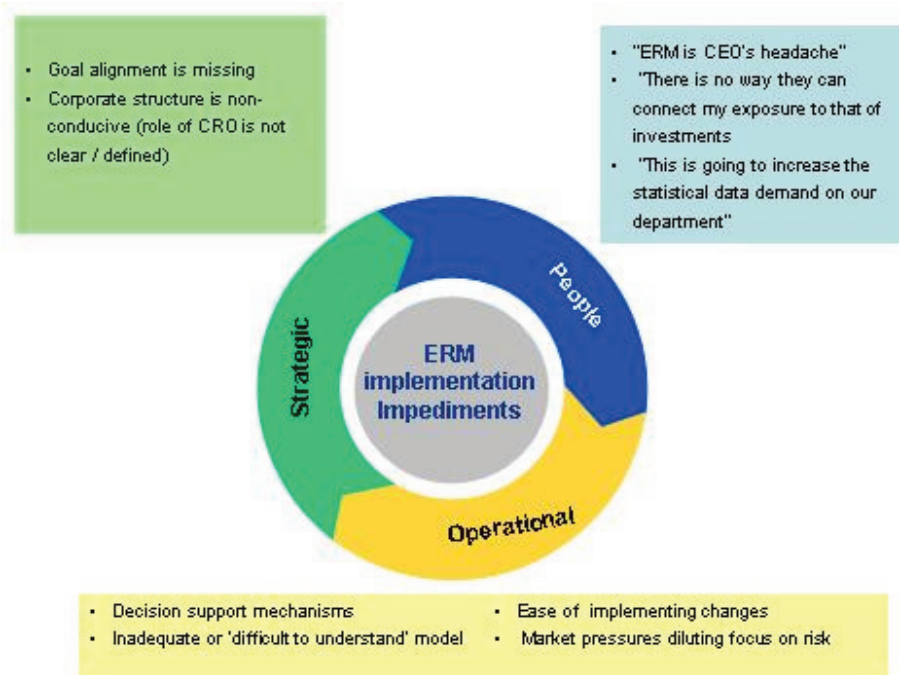 • Goal alignment is missing
• Corporate structure is non-
conducive (role of CRO is not
clear / defined)
• "ERM is CEO's headache"
• "There is no way they can
connect my exposure to that of
investments
• "This is going to increase the
statistical data demand on our
department"
People
Strategic
ERM
implementation
Impediments
Operational
• Decision support mechanisms
• Inadequate or 'difficult to understand' model
• Ease of implementing changes
• Market pressures diluting focus on risk